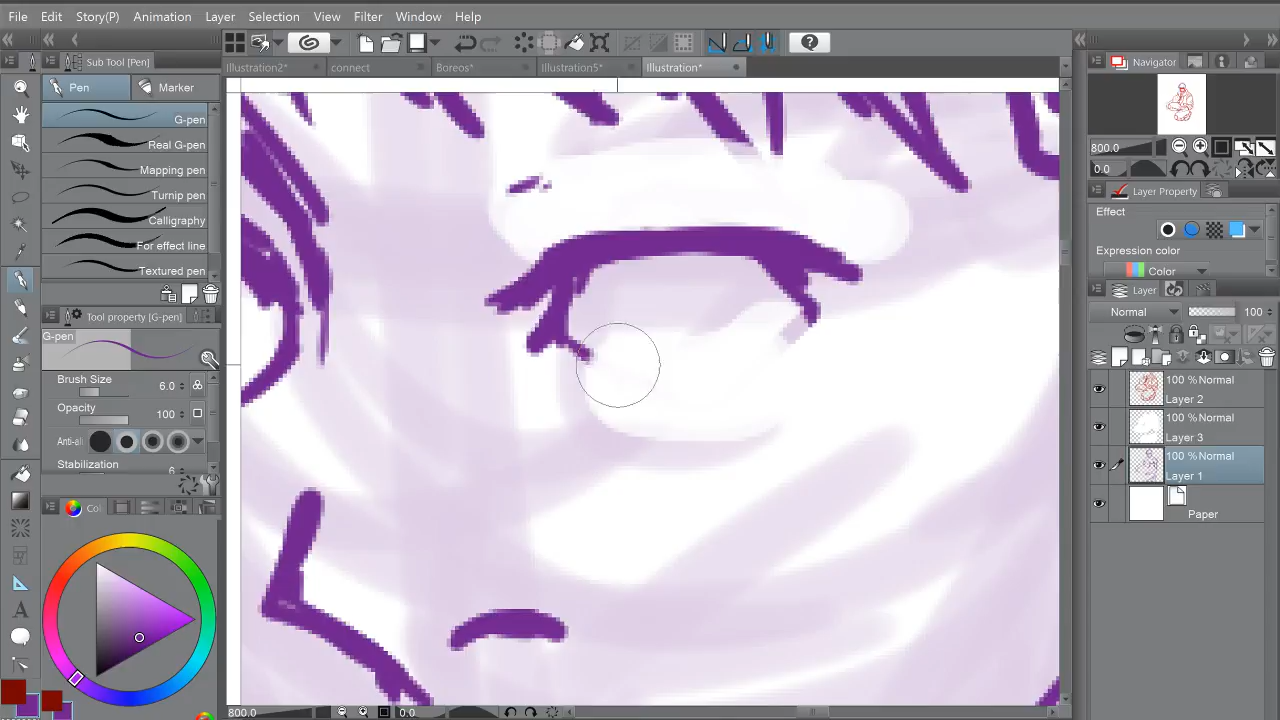 File Edit Story(P) Animation Layer Selection View Filter Window Help
Sub Tool [Pen]
Pen Marker
G-pen
Real G-pen
Mapping pen
Turnip pen
Calligraphy
For effect line
Textured pen
Tool property [G-pen]
G-pen
Brush Size 6.0
Opacity 100
Anti-ali
Stabilization 6
Col
Illustration2* connect Boreos* Illustration5* Illustration*
800.0 0.0
Navigator
800.0
0.0
Layer Property
Effect
Expression color
Color
Layer
Normal 100
100 %Normal
Layer 2
100 %Normal
Layer 3
100 %Normal
Layer 1
Paper